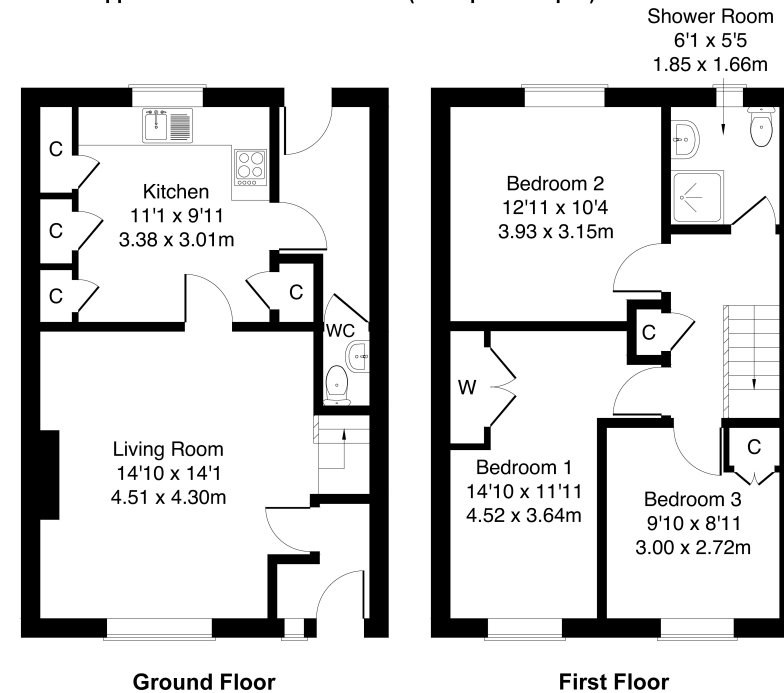 Shower Room
6'1 x 5'5
1.85 x 1.66m
C
Kitchen
11'1 x 9'11
3.38 x 3.01m
C
C
C
WC
Living Room
14'10 x 14'1
4.51 x 4.30m
Ground Floor
Bedroom 2
12'11 x 10'4
3.93 x 3.15m
C
W
Bedroom 1
14'10 x 11'11
4.52 x 3.64m
C
Bedroom 3
9'10 x 8'11
3.00 x 2.72m
First Floor